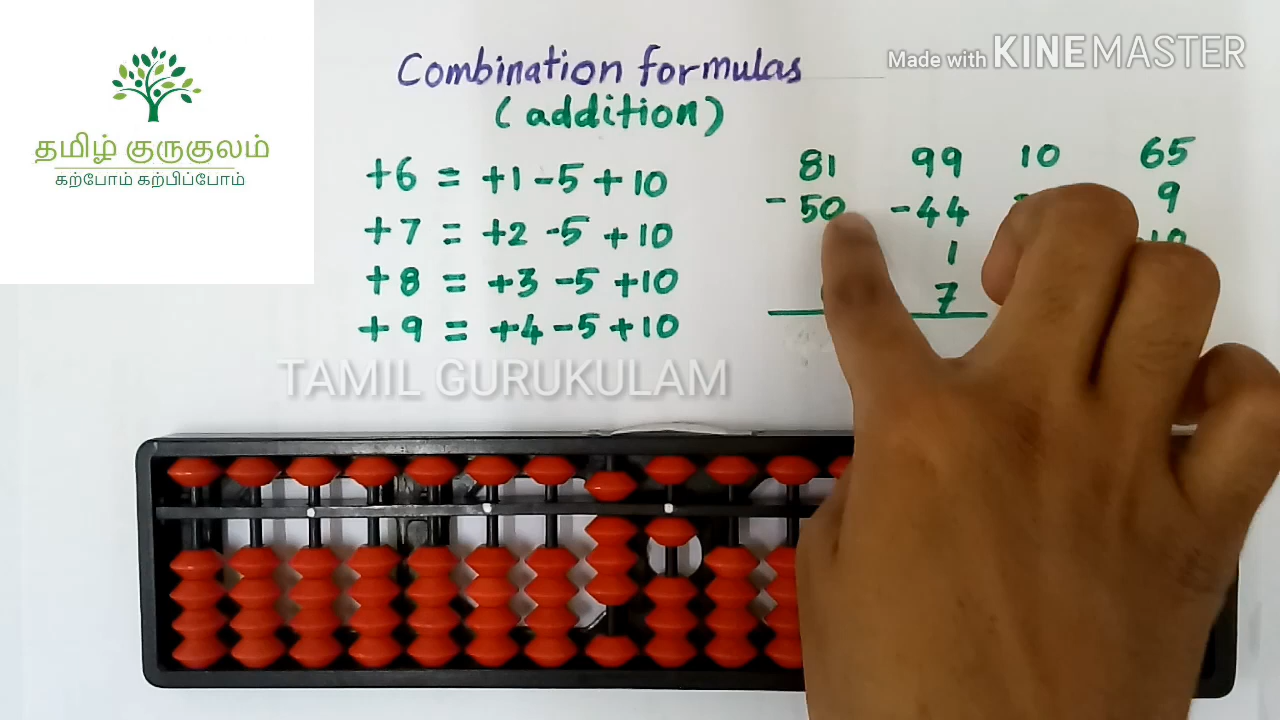 தமிழ் குருகுலம்
கற்போம் கற்பிப்போம்
Made with KINEMASTER
Combination formulas
(addition)
+6 = +1 -5 +10
+7 = +2 -5 +10
+8 = +3 -5 +10
+9 = +4 -5 +10
81
-50
99
-44
1
7
10
65
9
10
TAMIL GURUKULAM